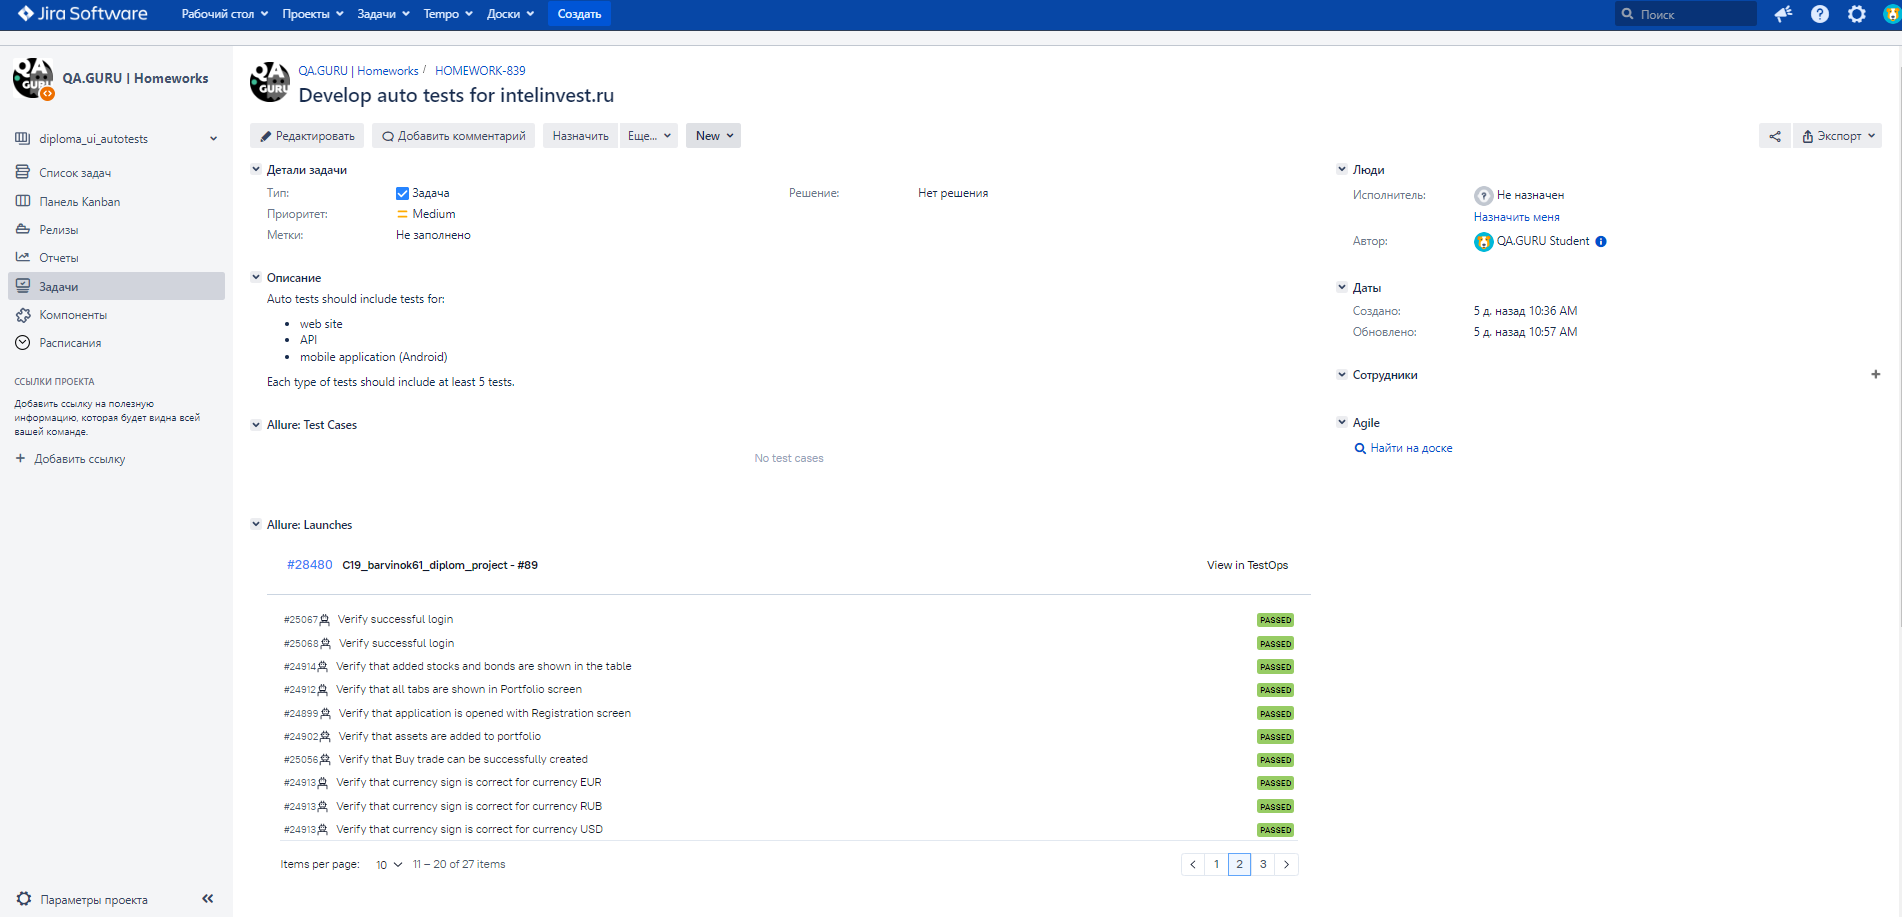 Jira Software
Рабочий стол
Проекты
Задачи
Tempo
Доски
Создать
Поиск
QA GURU
QA.GURU | Homeworks
diploma_ui_autotests
Список задач
Панель Kanban
Релизы
Отчеты
Задачи
Компоненты
Расписания
ССЫЛКИ ПРОЕКТА
Добавить ссылку на полезную
информацию, которая будет видна всей
вашей команде.
+ Добавить ссылку
Параметры проекта
QA GURU
QA.GURU | Homeworks / HOMEWORK-839
Develop auto tests for intelinvest.ru
Редактировать
Добавить комментарий
Назначить
Еще...
New
Экспорт
Детали задачи
Тип: Задача
Решение: Нет решения
Приоритет: Medium
Метки: Не заполнено
Описание
Auto tests should include tests for:
• web site
• API
• mobile application (Android)
Each type of tests should include at least 5 tests.
Allure: Test Cases
No test cases
Allure: Launches
#28480 C19_barvinok61_diplom_project - #89 View in TestOps
#25067 Verify successful login PASSED
#25068 Verify successful login PASSED
#24914 Verify that added stocks and bonds are shown in the table PASSED
#24912 Verify that all tabs are shown in Portfolio screen PASSED
#24899 Verify that application is opened with Registration screen PASSED
#24902 Verify that assets are added to portfolio PASSED
#25056 Verify that Buy trade can be successfully created PASSED
#24913 Verify that currency sign is correct for currency EUR PASSED
#24913 Verify that currency sign is correct for currency RUB PASSED
#24913 Verify that currency sign is correct for currency USD PASSED
Items per page: 10 11 – 20 of 27 items
1 2 3
Люди
Исполнитель: Не назначен
Назначить меня
Автор: QA.GURU Student
Даты
Создано: 5 д. назад 10:36 AM
Обновлено: 5 д. назад 10:57 AM
Сотрудники
Agile
Найти на доске